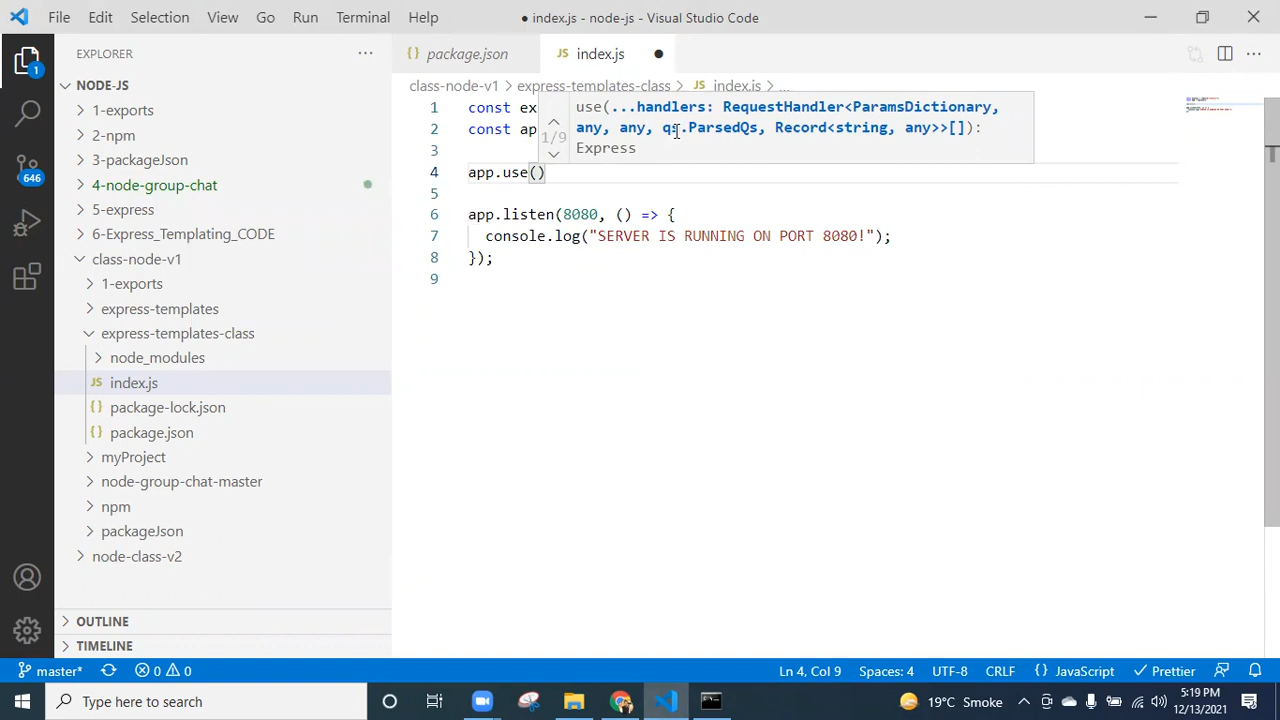 File Edit Selection View Go Run Terminal Help
● index.js - node-js - Visual Studio Code
EXPLORER
package.json
index.js
NODE-JS
class-node-v1 > express-templates-class > JS index.js > ...
1-exports
2-npm
3-packageJson
4-node-group-chat
5-express
6-Express_Templating_CODE
class-node-v1
1-exports
express-templates
express-templates-class
node_modules
JS index.js
{} package-lock.json
{} package.json
myProject
node-group-chat-master
npm
packageJson
node-class-v2
OUTLINE
TIMELINE
1
646
1 const ex
2 const ap
3
4 app.use()
5
6 app.listen(8080, () => {
7 console.log("SERVER IS RUNNING ON PORT 8080!");
8 });
9
1/9
use(...handlers: RequestHandler<ParamsDictionary,
any, any, qs.ParsedQs, Record<string, any>>[]):
Express
master* 0 0 Ln 4, Col 9 Spaces: 4 UTF-8 CRLF {} JavaScript Prettier
Type here to search
19°C Smoke
5:19 PM
12/13/2021